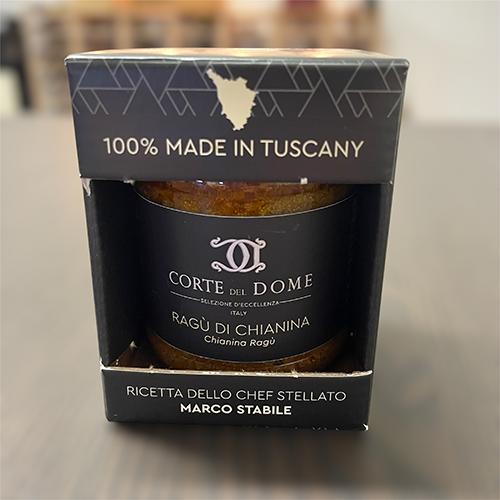 100% MADE IN TUSCANY
CORTE DEL DOME
SELEZIONE D'ECCELLENZA
ITALY
RAGÙ DI CHIANINA
Chianina Ragù
RICETTA DELLO CHEF STELLATO
MARCO STABILE